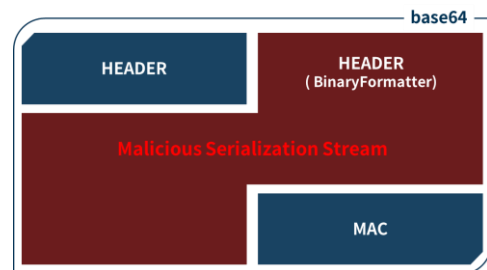 base64
HEADER
HEADER
( BinaryFormatter)
Malicious Serialization Stream
MAC